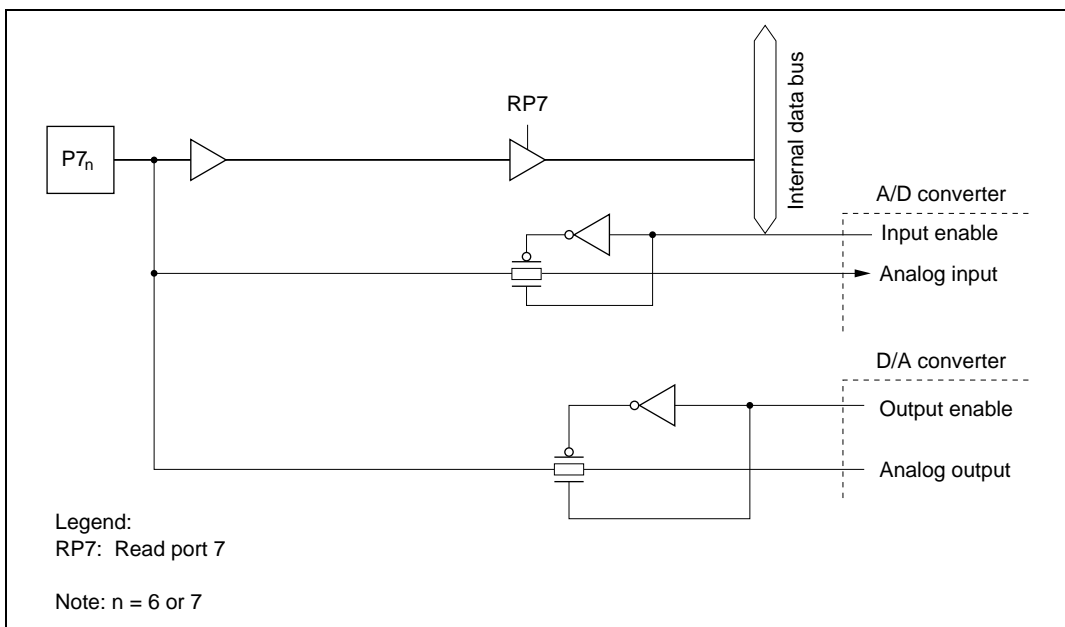 RP7
P7n
Internal data bus
A/D converter
Input enable
Analog input
D/A converter
Output enable
Analog output
Legend:
RP7: Read port 7
Note: n = 6 or 7